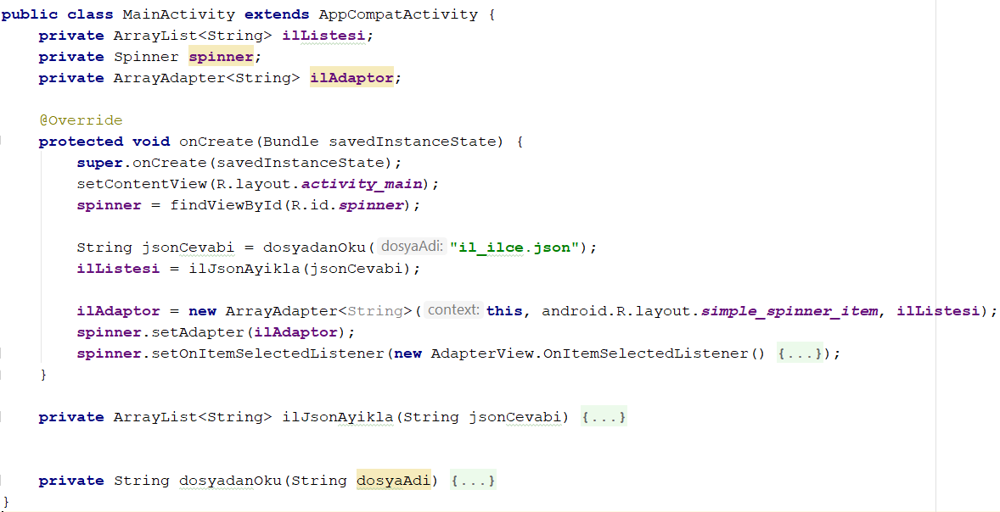 public class MainActivity extends AppCompatActivity {
    private ArrayList<String> ilListesi;
    private Spinner spinner;
    private ArrayAdapter<String> ilAdaptor;

    @Override
    protected void onCreate(Bundle savedInstanceState) {
        super.onCreate(savedInstanceState);
        setContentView(R.layout.activity_main);
        spinner = findViewById(R.id.spinner);

        String jsonCevabi = dosyadanOku( dosyaAdi: "il_ilce.json");
        ilListesi = ilJsonAyikla(jsonCevabi);

        ilAdaptor = new ArrayAdapter<String>( context: this, android.R.layout.simple_spinner_item, ilListesi);
        spinner.setAdapter(ilAdaptor);
        spinner.setOnItemSelectedListener(new AdapterView.OnItemSelectedListener() {...});
    }

    private ArrayList<String> ilJsonAyikla(String jsonCevabi) {...}


    private String dosyadanOku(String dosyaAdi) {...}
}